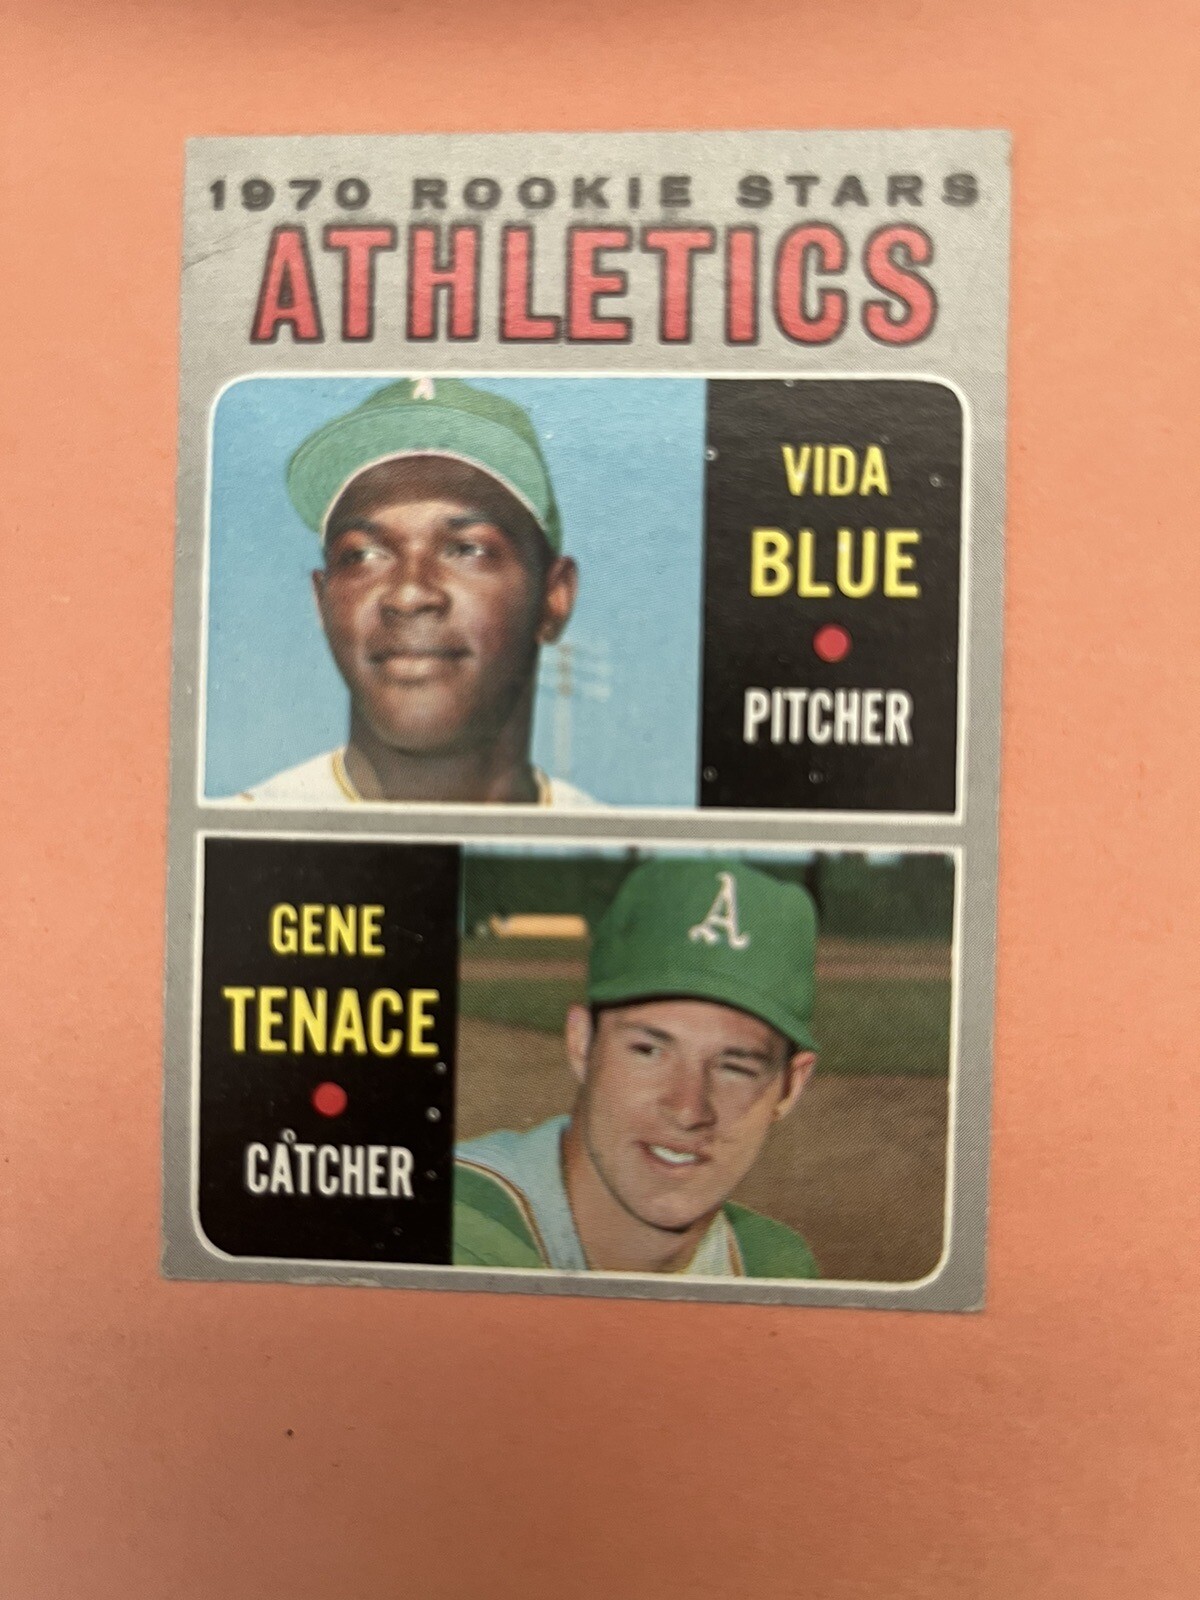 1970 ROOKIE STARS
ATHLETICS
A
VIDA
BLUE
PITCHER
GENE
TENACE
CATCHER
A